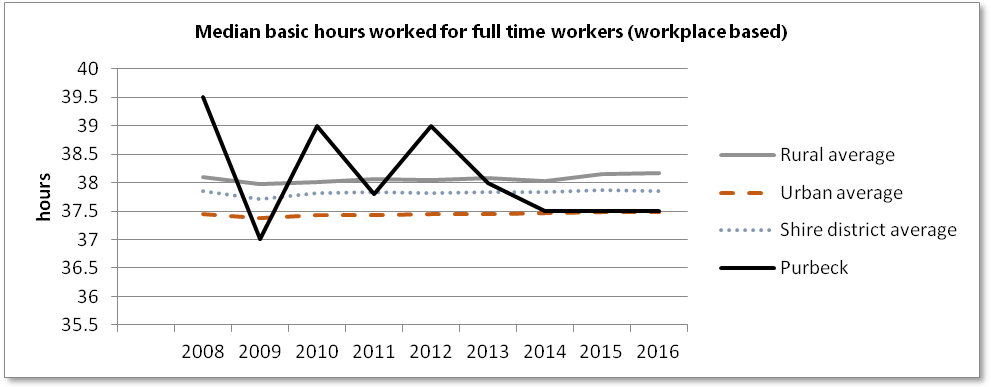 Median basic hours worked for full time workers (workplace based)
40
39.5
39
38.5
38
37.5
37
36.5
36
35.5
hours
2008 2009 2010 2011 2012 2013 2014 2015 2016
Rural average
Urban average
Shire district average
Purbeck